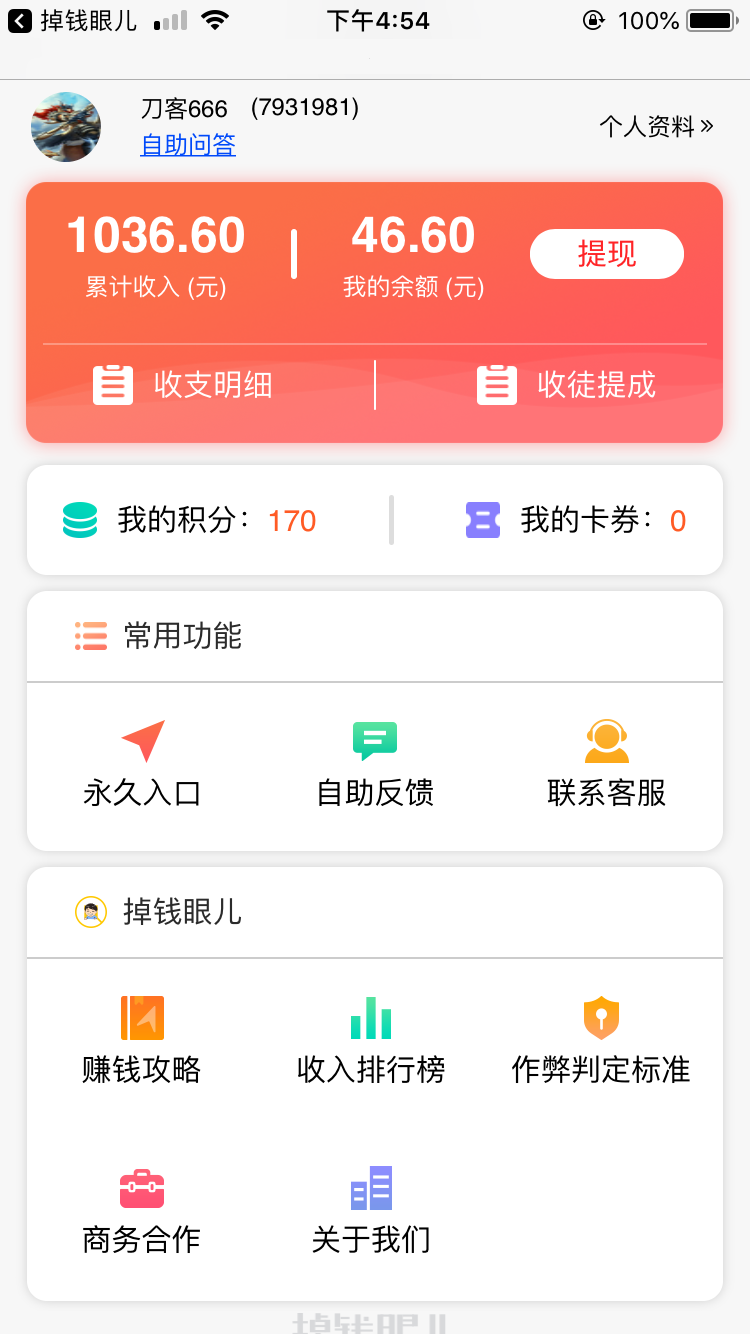 掉钱眼儿 下午4:54 100%
刀客666 (7931981)
自助问答
个人资料 »
1036.60 46.60 提现
累计收入 (元) 我的余额 (元)
收支明细 收徒提成
我的积分： 170 我的卡券： 0
常用功能
永久入口 自助反馈 联系客服
掉钱眼儿
赚钱攻略 收入排行榜 作弊判定标准
商务合作 关于我们
掉钱眼儿